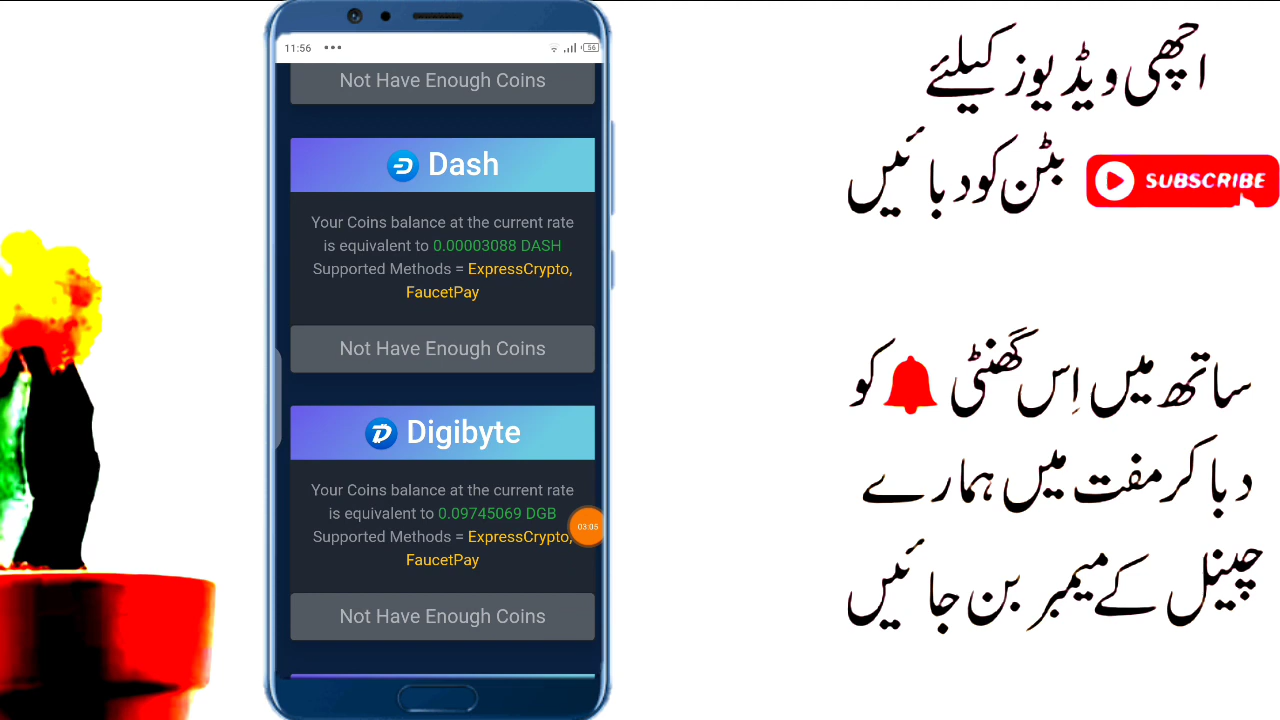 11:56
56
Not Have Enough Coins
Dash
Your Coins balance at the current rate
is equivalent to 0.00003088 DASH
Supported Methods = ExpressCrypto,
FaucetPay
Not Have Enough Coins
Digibyte
Your Coins balance at the current rate
is equivalent to 0.09745069 DGB
03:05
Supported Methods = ExpressCrypto,
FaucetPay
Not Have Enough Coins
اچھی ویڈیوز کیلئے
SUBSCRIBE بٹن کو دبائیں
ساتھ میں اِس گھنٹی کو
دبا کر مفت میں ہمارے
چینل کے میمبر بن جائیں